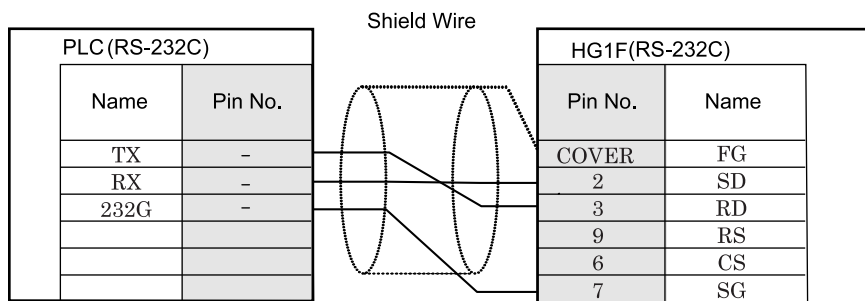 Shield Wire
PLC(RS-232C)
Name Pin No.
TX –
RX –
232G –
HG1F(RS-232C)
Pin No. Name
COVER FG
2 SD
3 RD
9 RS
6 CS
7 SG